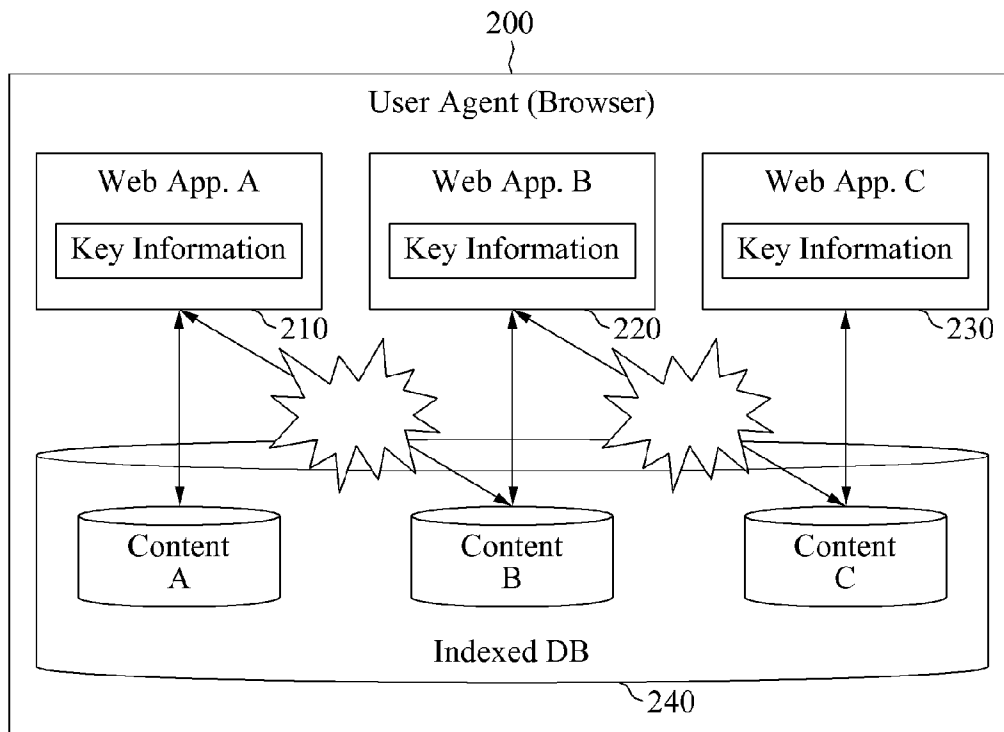 200
User Agent (Browser)
Web App. A
Key Information
210
Web App. B
Key Information
220
Web App. C
Key Information
230
Content
A
Content
B
Content
C
Indexed DB
240